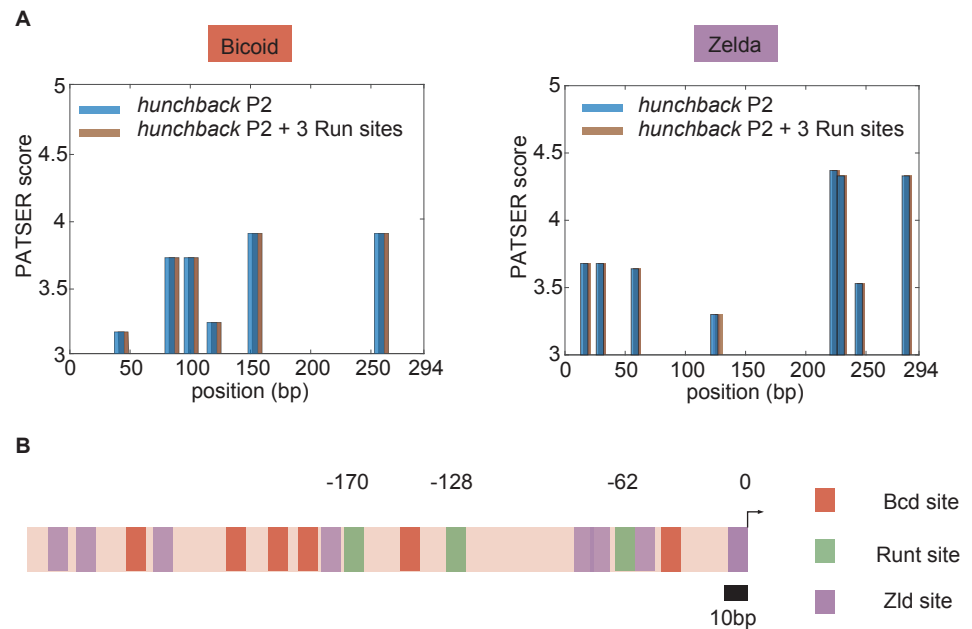 A
Bicoid
Zelda
5
4.5
4
3.5
3
PATSER score
hunchback P2
hunchback P2 + 3 Run sites
0 50 100 150 200 250 294
position (bp)
5
4.5
4
3.5
3
PATSER score
hunchback P2
hunchback P2 + 3 Run sites
0 50 100 150 200 250 294
position (bp)
B
-170 -128 -62 0
Bcd site
Runt site
Zld site
10bp